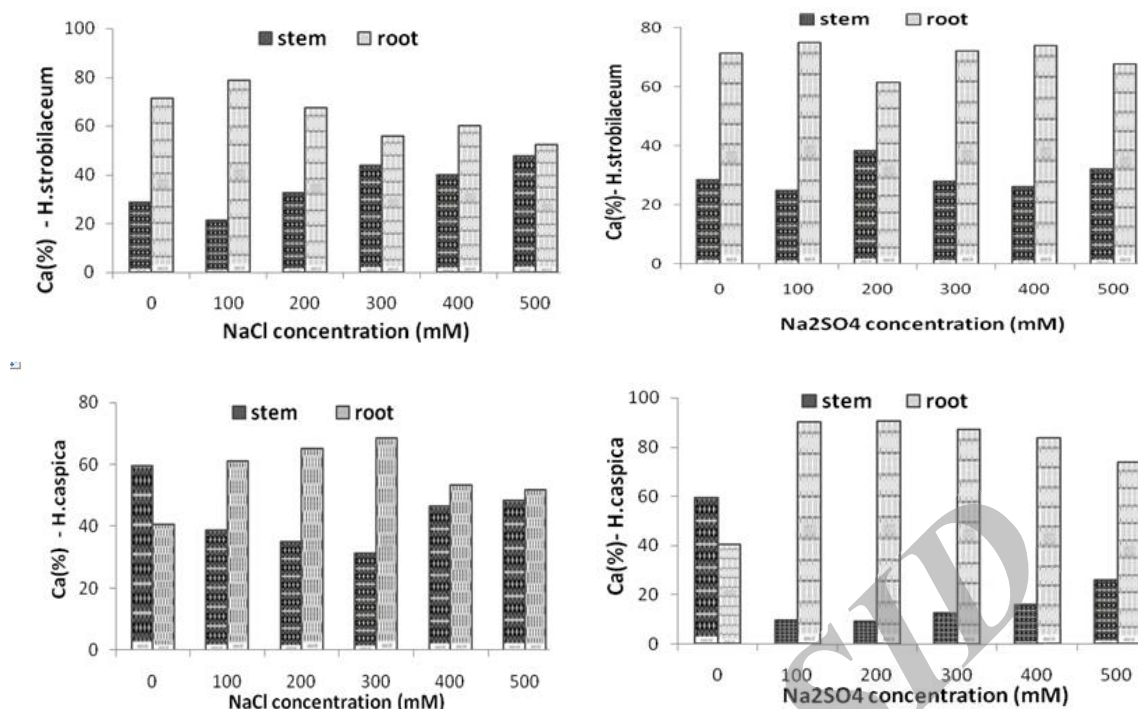 stem root
Ca(%) - H.strobilaceum
100
80
60
40
20
0
0 100 200 300 400 500
NaCl concentration (mM)
stem root
Ca(%)- H.strobilaceum
80
60
40
20
0
0 100 200 300 400 500
Na2SO4 concentration (mM)
stem root
Ca(%) - H.caspica
80
60
40
20
0
0 100 200 300 400 500
NaCl concentration (mM)
stem root
Ca(%)- H.caspica
100
80
60
40
20
0
0 100 200 300 400 500
Na2SO4 concentration (mM)
SID